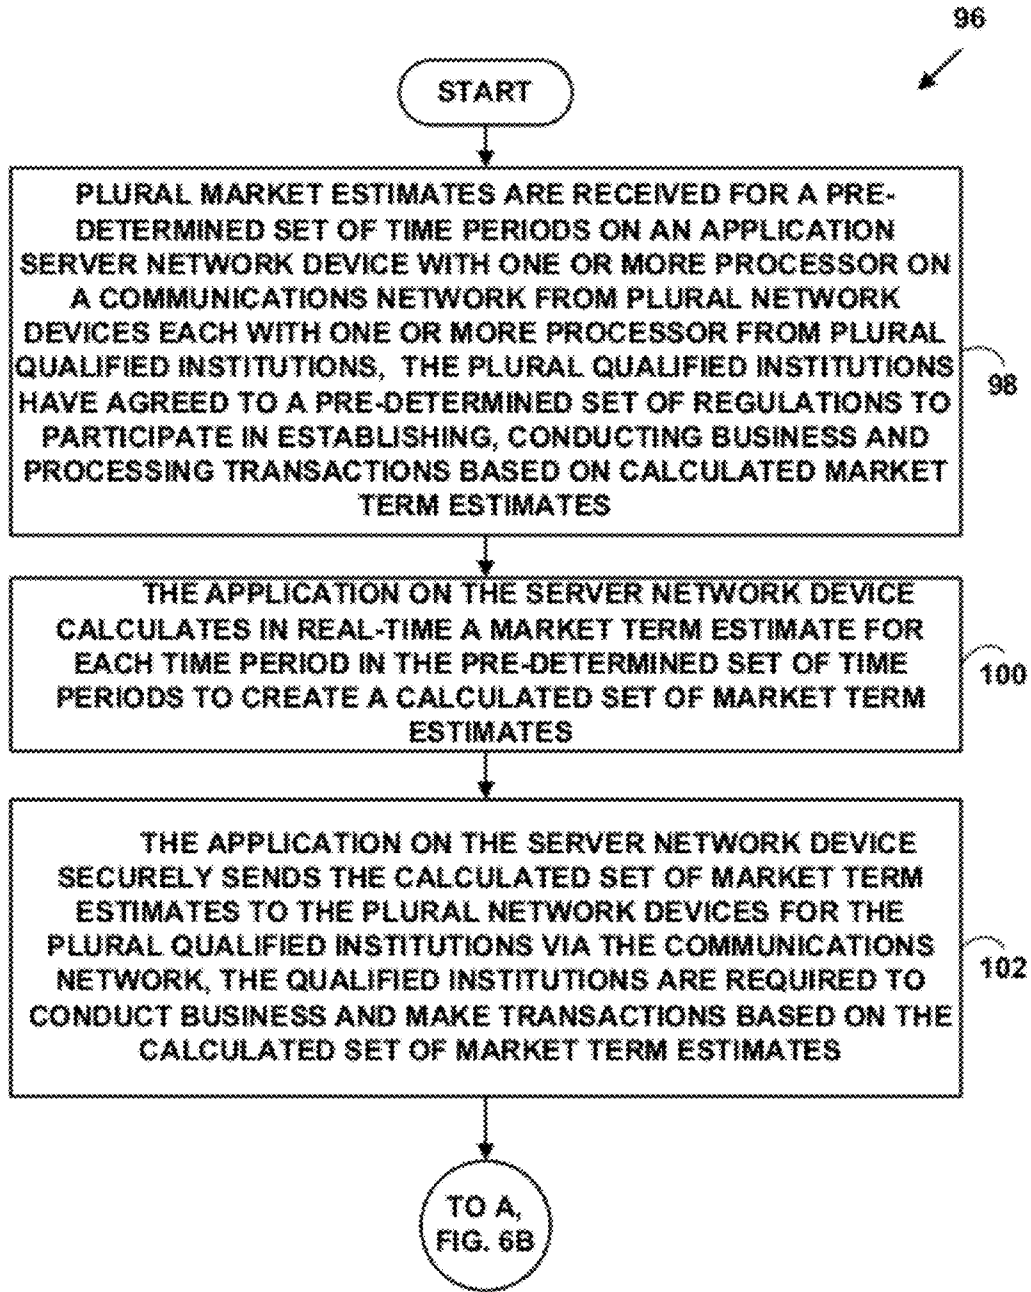 96
START
PLURAL MARKET ESTIMATES ARE RECEIVED FOR A PRE-
DETERMINED SET OF TIME PERIODS ON AN APPLICATION
SERVER NETWORK DEVICE WITH ONE OR MORE PROCESSOR ON
A COMMUNICATIONS NETWORK FROM PLURAL NETWORK
DEVICES EACH WITH ONE OR MORE PROCESSOR FROM PLURAL
QUALIFIED INSTITUTIONS, THE PLURAL QUALIFIED INSTITUTIONS
HAVE AGREED TO A PRE-DETERMINED SET OF REGULATIONS TO
PARTICIPATE IN ESTABLISHING, CONDUCTING BUSINESS AND
PROCESSING TRANSACTIONS BASED ON CALCULATED MARKET
TERM ESTIMATES
98
THE APPLICATION ON THE SERVER NETWORK DEVICE
CALCULATES IN REAL-TIME A MARKET TERM ESTIMATE FOR
EACH TIME PERIOD IN THE PRE-DETERMINED SET OF TIME
PERIODS TO CREATE A CALCULATED SET OF MARKET TERM
ESTIMATES
100
THE APPLICATION ON THE SERVER NETWORK DEVICE
SECURELY SENDS THE CALCULATED SET OF MARKET TERM
ESTIMATES TO THE PLURAL NETWORK DEVICES FOR THE
PLURAL QUALIFIED INSTITUTIONS VIA THE COMMUNICATIONS
NETWORK, THE QUALIFIED INSTITUTIONS ARE REQUIRED TO
CONDUCT BUSINESS AND MAKE TRANSACTIONS BASED ON THE
CALCULATED SET OF MARKET TERM ESTIMATES
102
TO A,
FIG. 6B